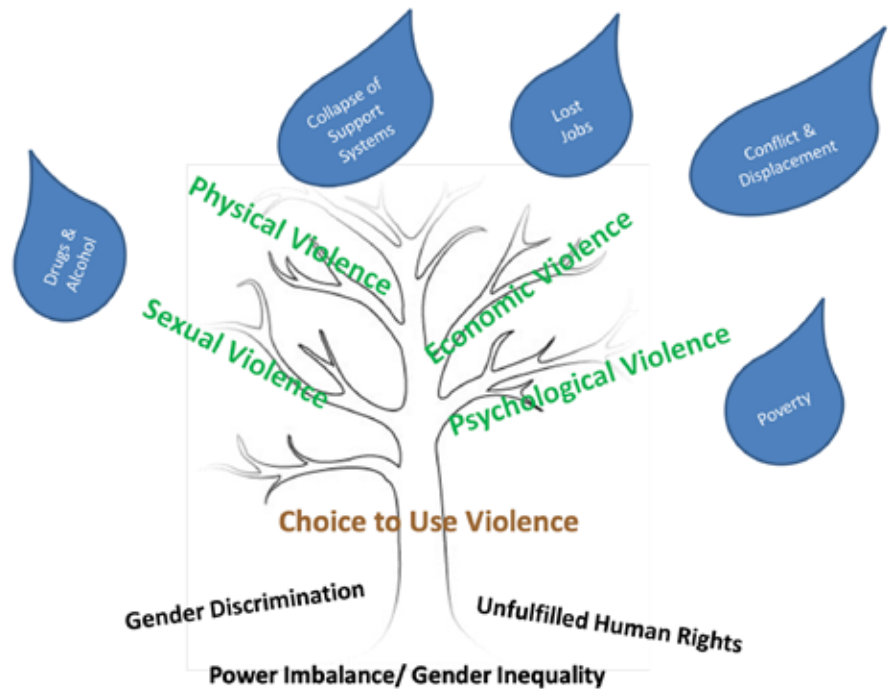 Collapse of
Support
Systems
Lost
Jobs
Conflict &
Displacement
Drugs &
Alcohol
Physical Violence
Economic Violence
Sexual Violence
Psychological Violence
Poverty
Choice to Use Violence
Gender Discrimination
Unfulfilled Human Rights
Power Imbalance/ Gender Inequality